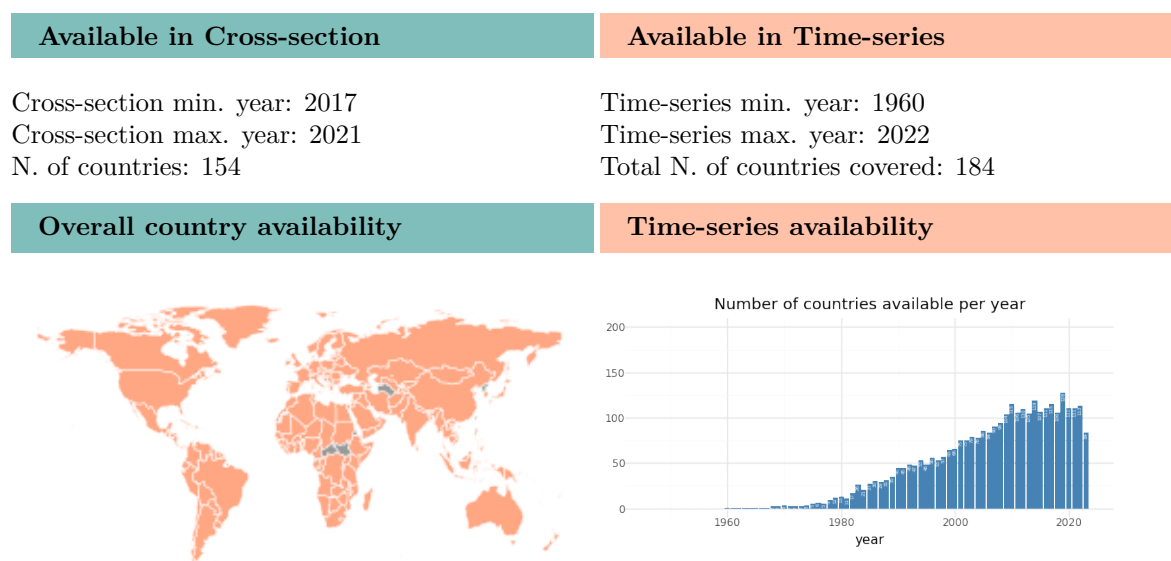 Available in Cross-section
Cross-section min. year: 2017
Cross-section max. year: 2021
N. of countries: 154
Available in Time-series
Time-series min. year: 1960
Time-series max. year: 2022
Total N. of countries covered: 184
Overall country availability
Time-series availability
Number of countries available per year
200
150
100
50
0
1960 1980 2000 2020
year